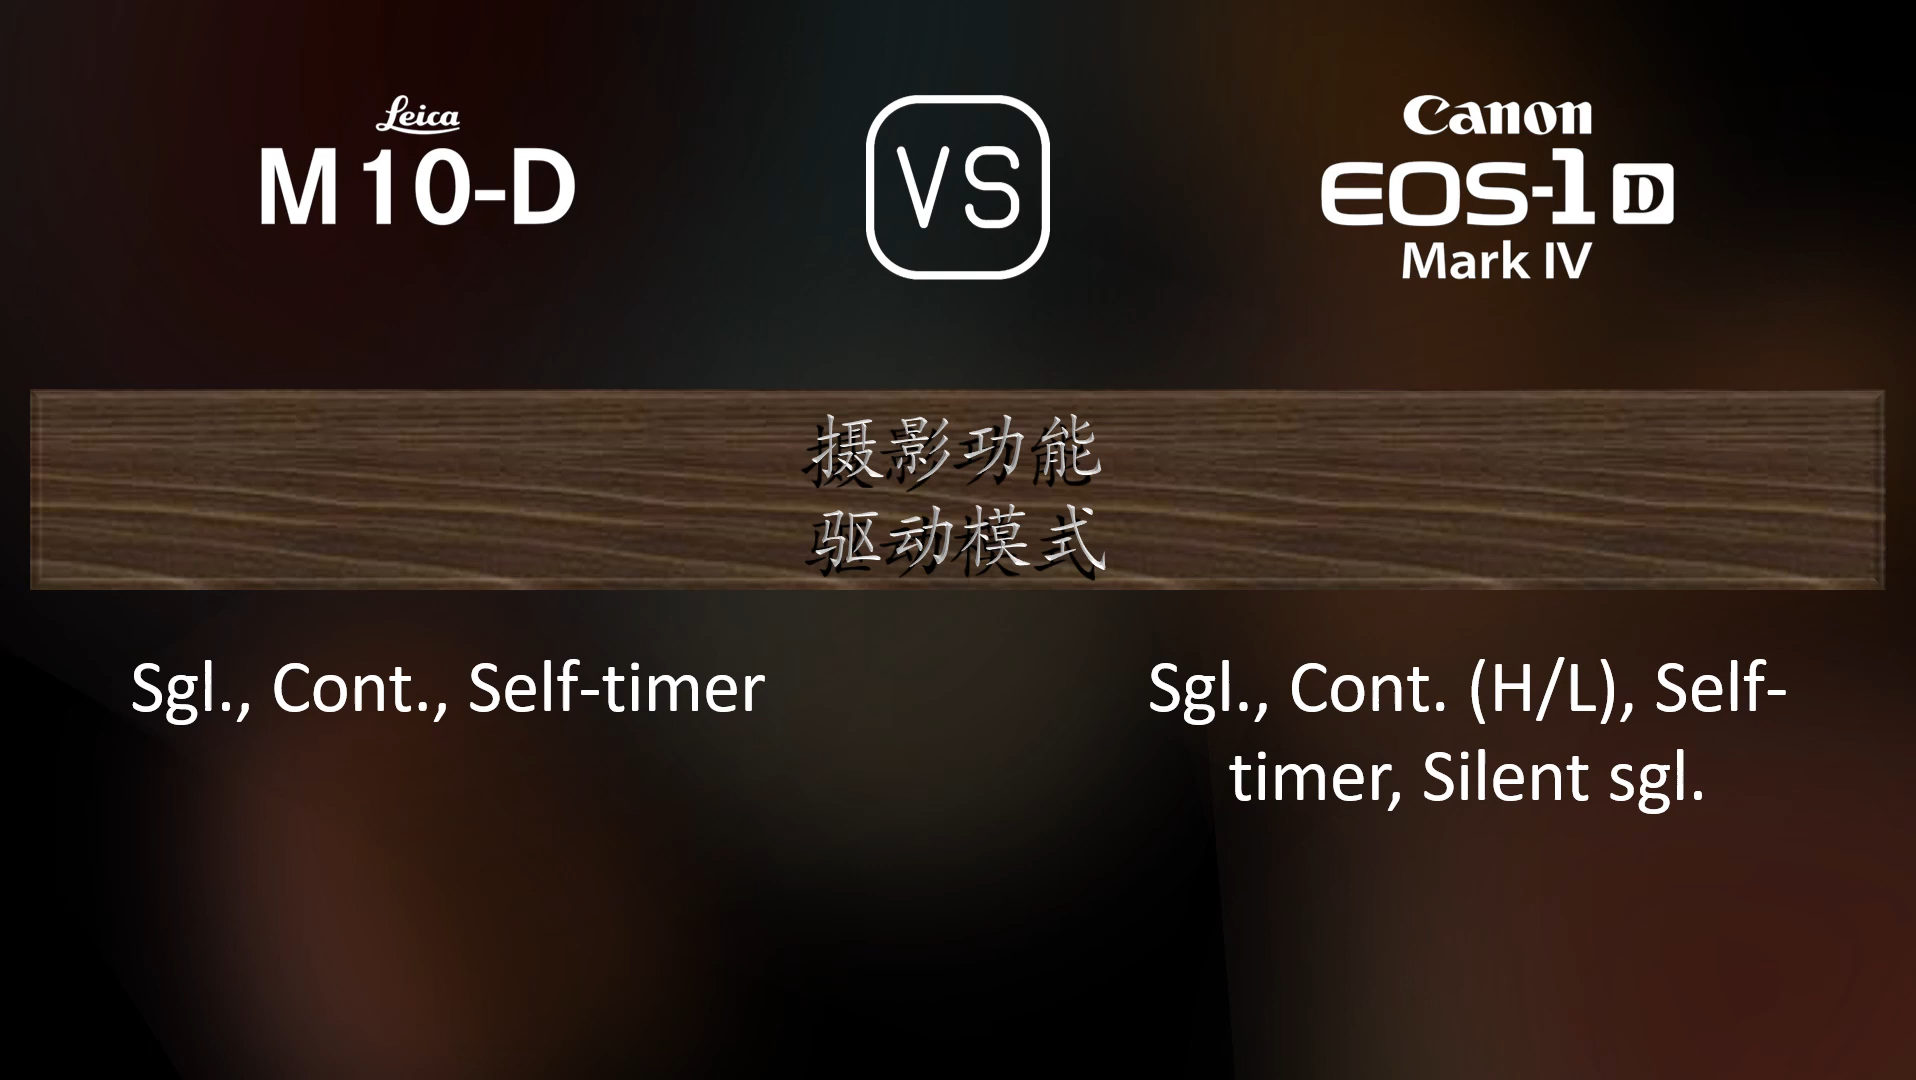 Leica
M10-D
VS
Canon
EOS-1D
Mark IV
摄影功能
驱动模式
Sgl., Cont., Self-timer
Sgl., Cont. (H/L), Self-
timer, Silent sgl.